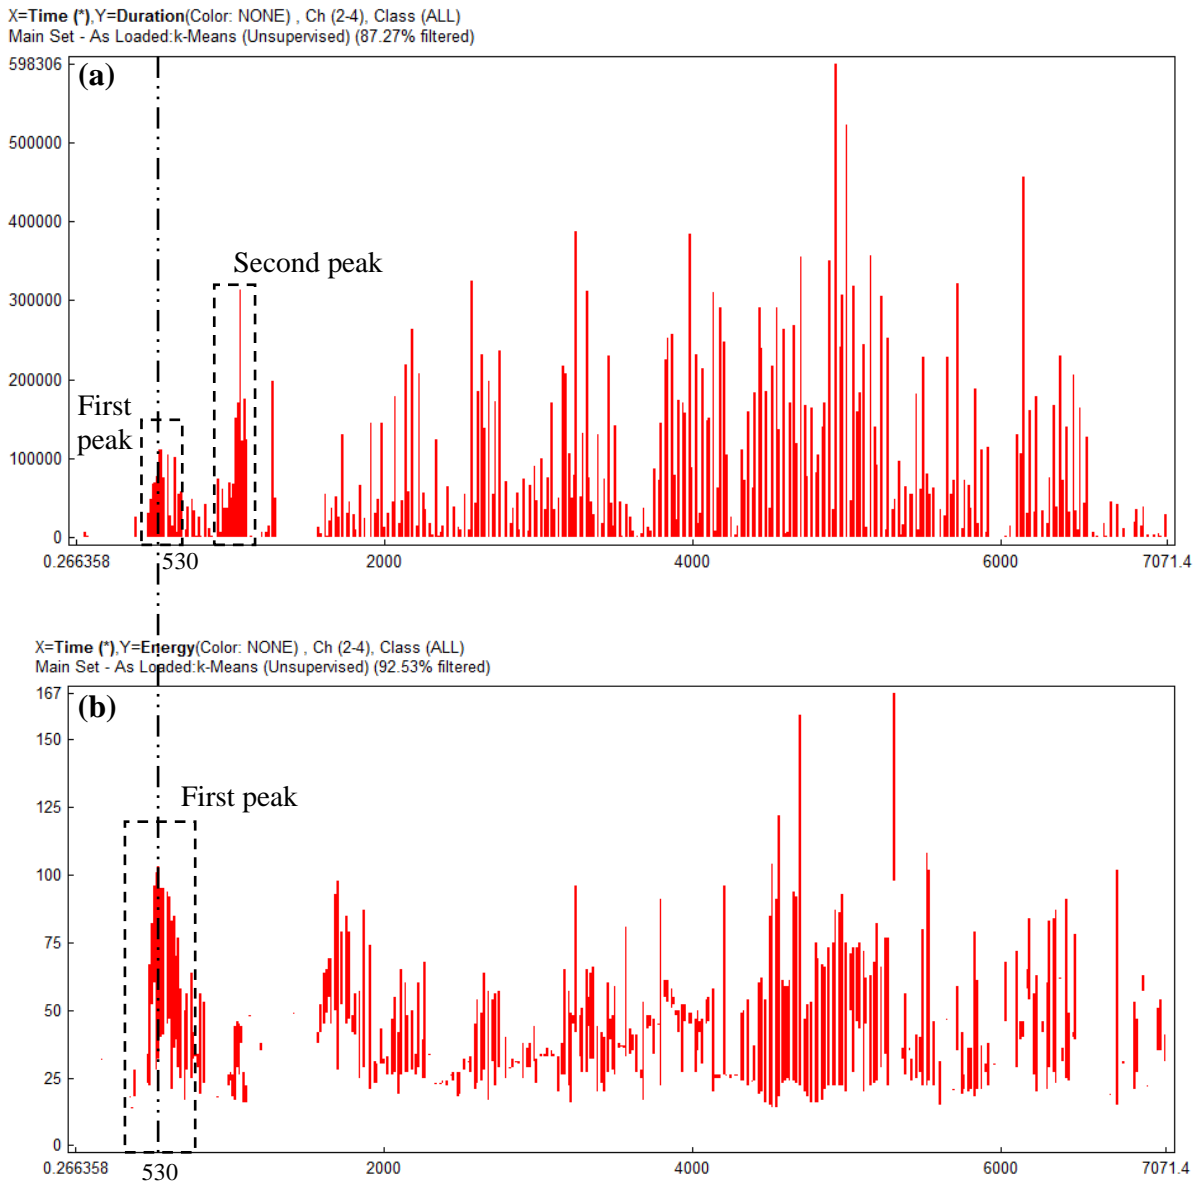 X=Time (*),Y=Duration(Color: NONE) , Ch (2-4), Class (ALL)
Main Set - As Loaded:k-Means (Unsupervised) (87.27% filtered)
598306
(a)
500000
400000
Second peak
300000
200000
First
peak
100000
0
0.266358
530
2000
4000
6000
7071.4
X=Time (*),Y=Energy(Color: NONE) , Ch (2-4), Class (ALL)
Main Set - As Loaded:k-Means (Unsupervised) (92.53% filtered)
167
(b)
150
125
First peak
100
75
50
25
0
0.266358
530
2000
4000
6000
7071.4